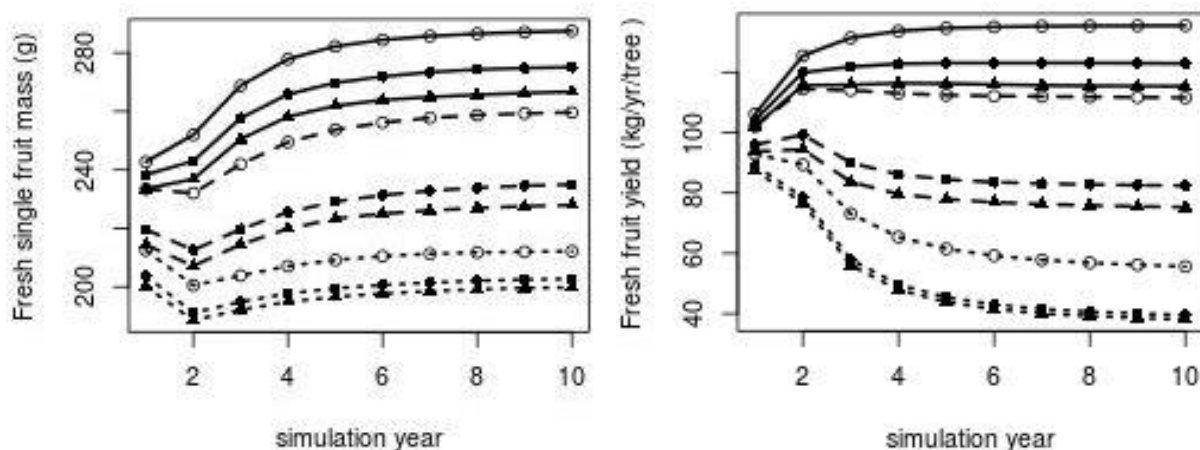 Fresh single fruit mass (g)
280
240
200
2 4 6 8 10
simulation year
Fresh fruit yield (kg/yr/tree)
100
80
60
40
2 4 6 8 10
simulation year